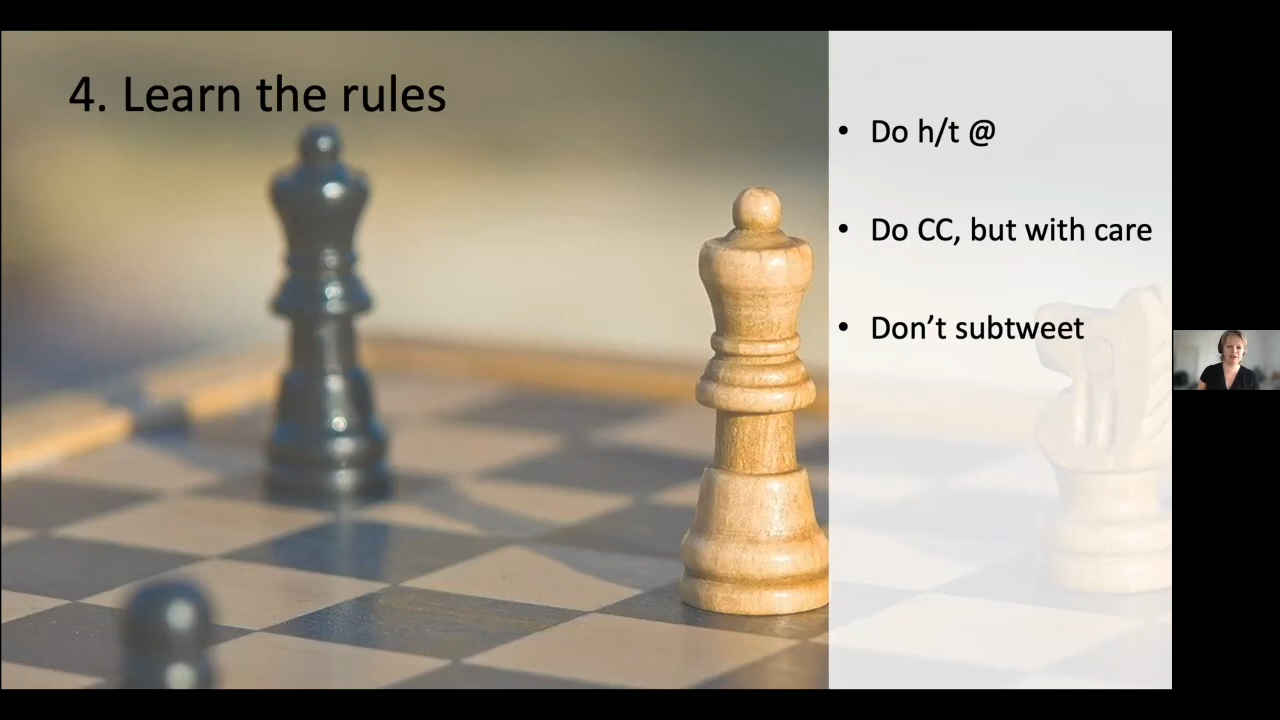 4. Learn the rules
• Do h/t @
• Do CC, but with care
• Don’t subtweet